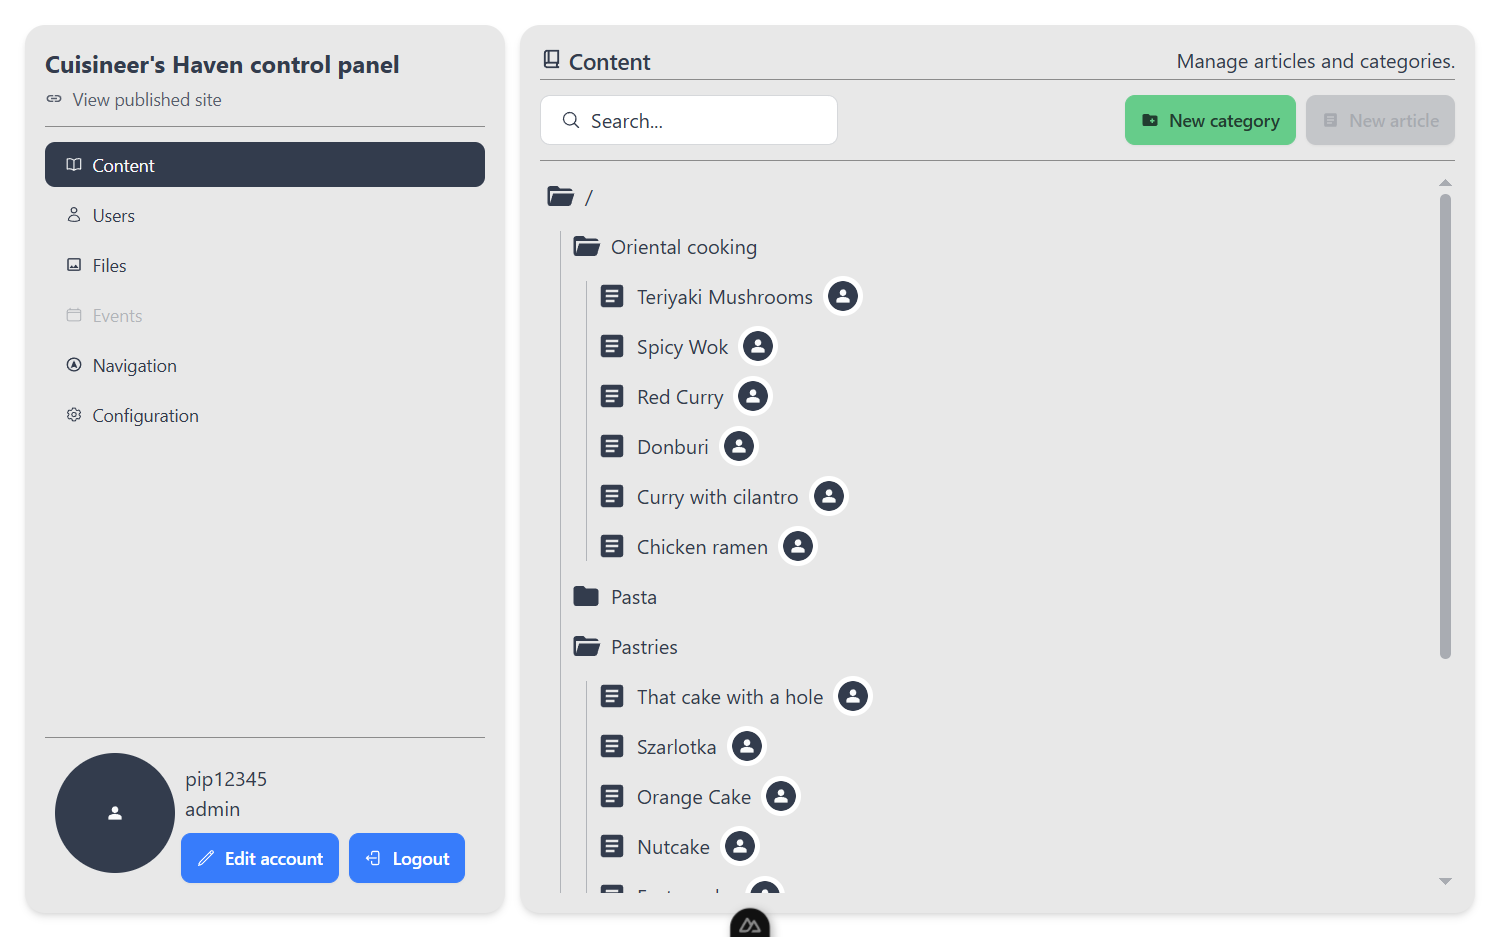 Cuisineer's Haven control panel
View published site
Content
Users
Files
Events
Navigation
Configuration
pip12345
admin
Edit account
Logout
Content
Manage articles and categories.
Search...
New category
New article
/
Oriental cooking
Teriyaki Mushrooms
Spicy Wok
Red Curry
Donburi
Curry with cilantro
Chicken ramen
Pasta
Pastries
That cake with a hole
Szarlotka
Orange Cake
Nutcake